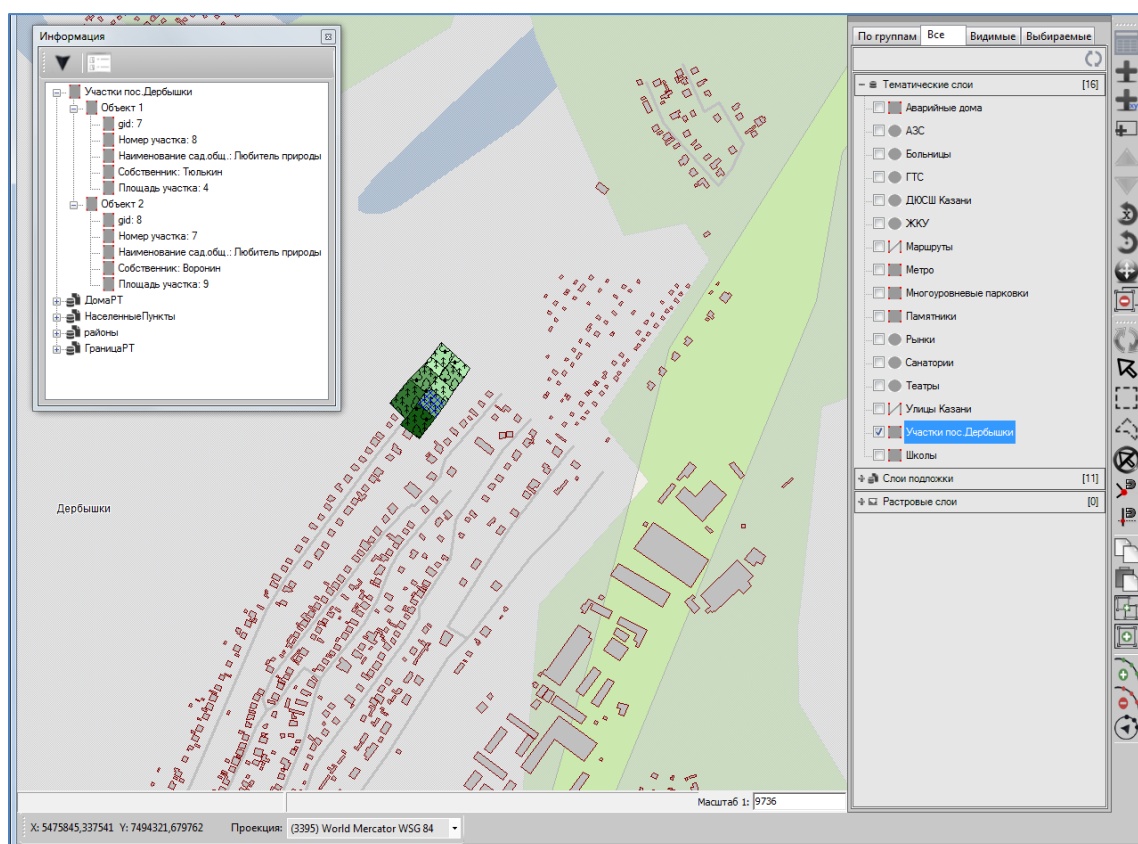 Информация
Участки пос.Дербышки
Объект 1
gid: 7
Номер участка: 8
Наименование сад.общ.: Любитель природы
Собственник: Тюлькин
Площадь участка: 4
Объект 2
gid: 8
Номер участка: 7
Наименование сад.общ.: Любитель природы
Собственник: Воронин
Площадь участка: 9
ДомаРТ
НаселенныеПункты
районы
ГраницаРТ
Дербышки
По группам Все Видимые Выбираемые
Тематические слои [16]
Аварийные дома
АЗС
Больницы
ГТС
ДЮСШ Казани
ЖКУ
Маршруты
Метро
Многоуровневые парковки
Памятники
Рынки
Санатории
Театры
Улицы Казани
Участки пос.Дербышки
Школы
Слои подложки [11]
Растровые слои [0]
Масштаб 1: 9736
X: 5475845,337541 Y: 7494321,679762 Проекция: (3395) World Mercator WSG 84